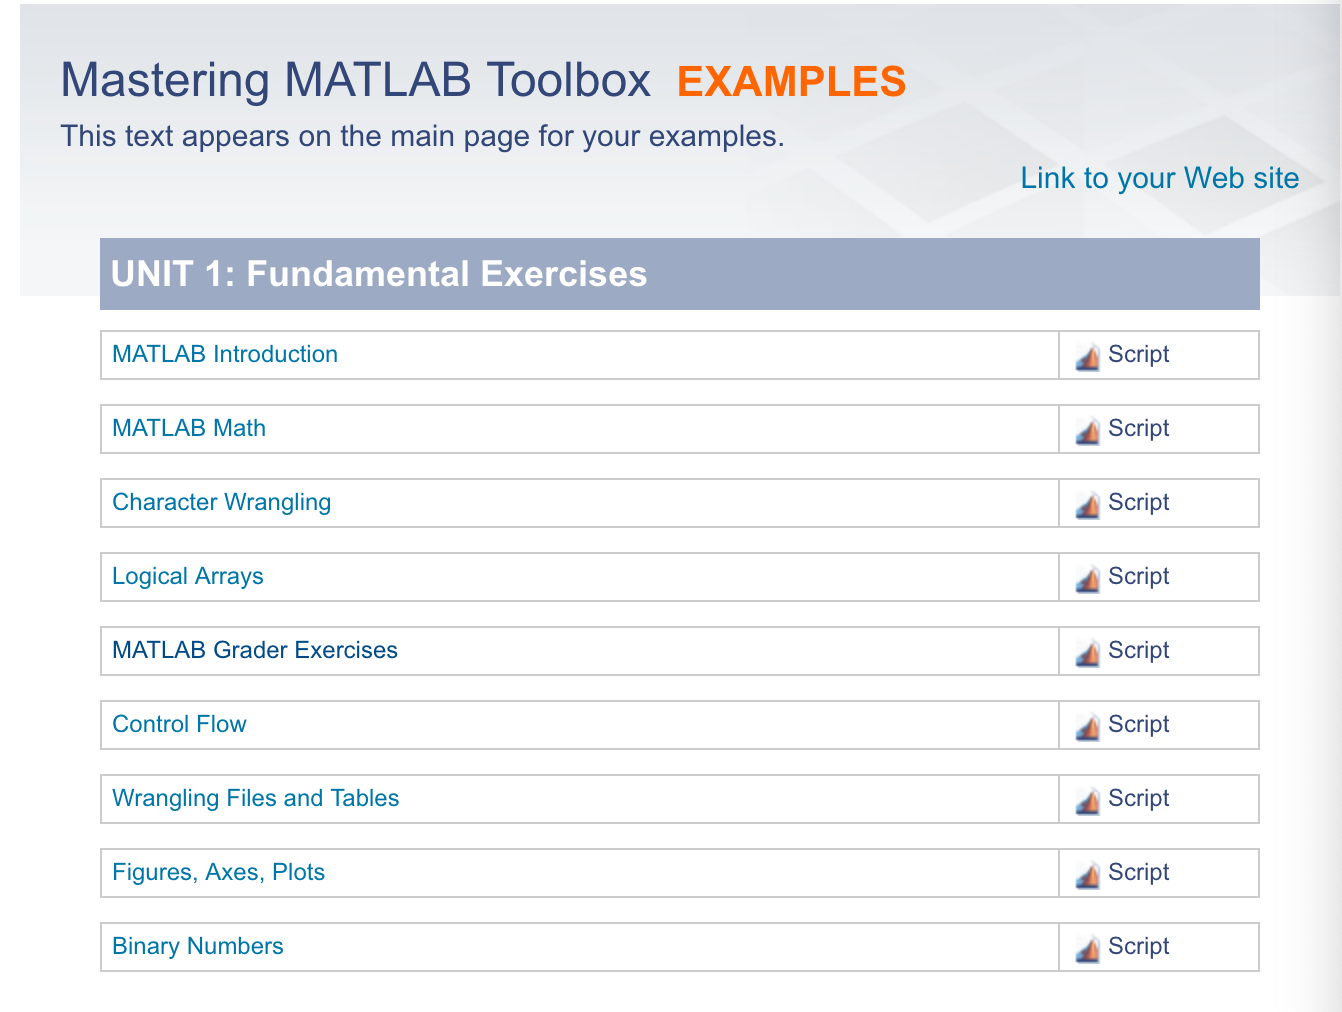 Mastering MATLAB Toolbox EXAMPLES
This text appears on the main page for your examples.
Link to your Web site
UNIT 1: Fundamental Exercises
MATLAB Introduction Script
MATLAB Math Script
Character Wrangling Script
Logical Arrays Script
MATLAB Grader Exercises Script
Control Flow Script
Wrangling Files and Tables Script
Figures, Axes, Plots Script
Binary Numbers Script